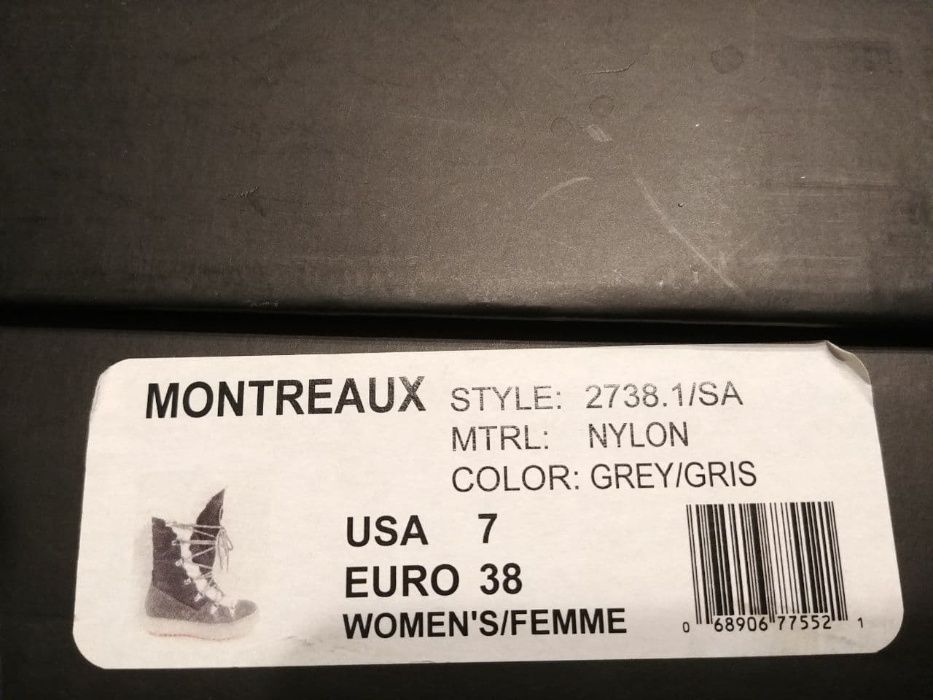 MONTREAUX STYLE: 2738.1/SA
MTRL: NYLON
COLOR: GREY/GRIS
USA 7
EURO 38
WOMEN'S/FEMME
0 68906 77552 1